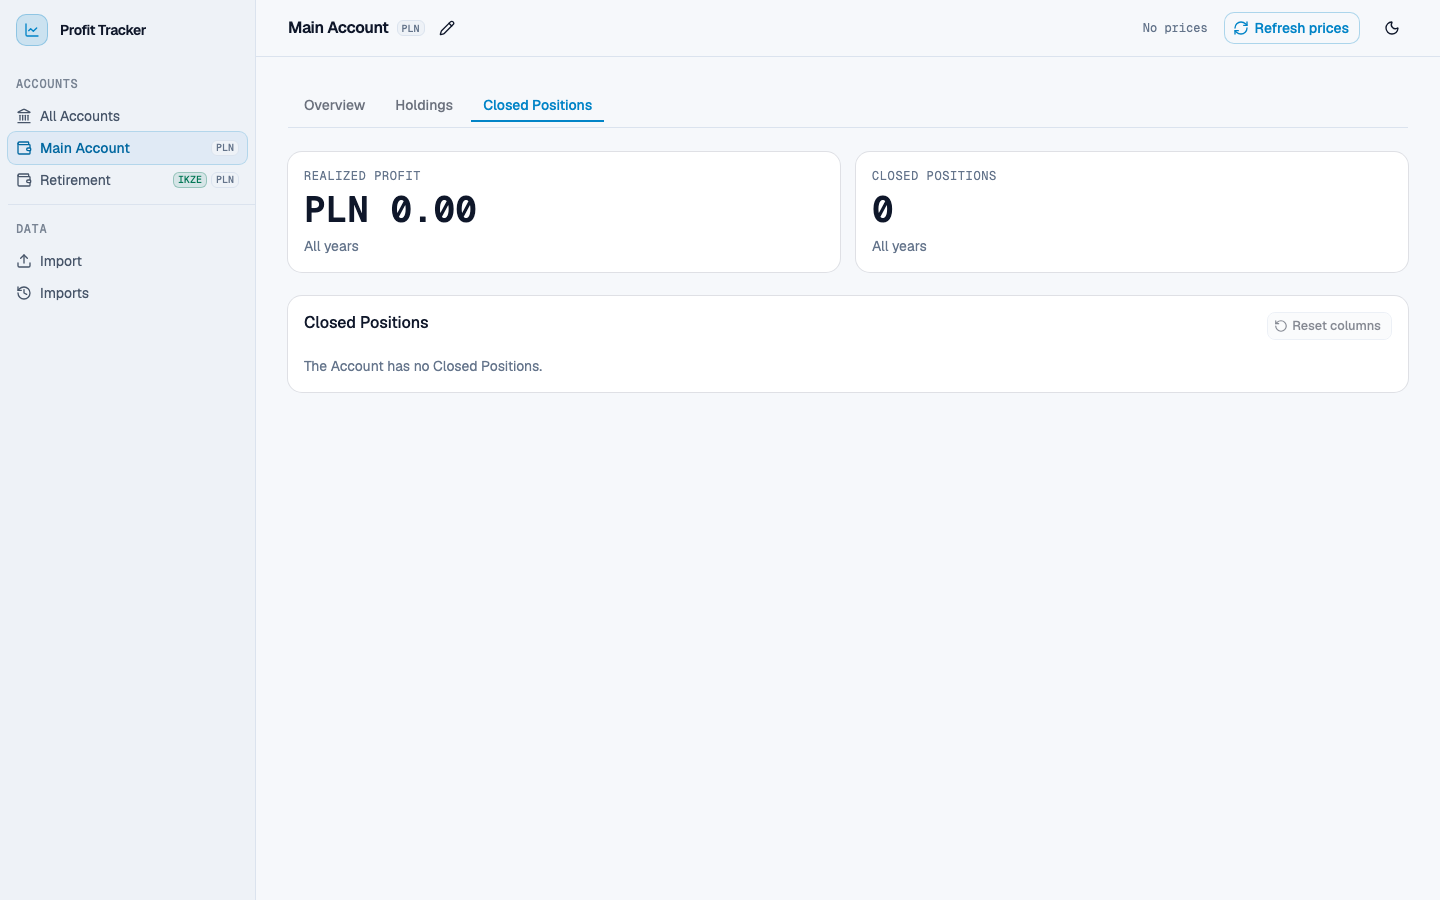 Profit Tracker
Main Account PLN
No prices
Refresh prices
ACCOUNTS
All Accounts
Main Account PLN
Retirement IKZE PLN
DATA
Import
Imports
Overview Holdings Closed Positions
REALIZED PROFIT
PLN 0.00
All years
CLOSED POSITIONS
0
All years
Closed Positions
Reset columns
The Account has no Closed Positions.